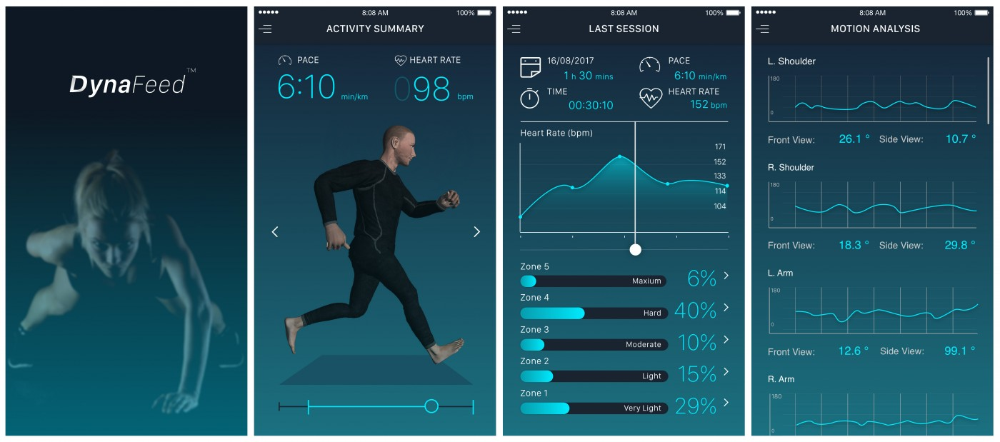 DynaFeed™
8:08 AM 100%
ACTIVITY SUMMARY
PACE HEART RATE
6:10 min/km 098 bpm
8:08 AM 100%
LAST SESSION
16/08/2017 PACE
1 h 30 mins 6:10 min/km
TIME HEART RATE
00:30:10 152 bpm
Heart Rate (bpm)
171
152
133
114
104
Zone 5
Maxium 6%
Zone 4
Hard 40%
Zone 3
Moderate 10%
Zone 2
Light 15%
Zone 1
Very Light 29%
8:08 AM 100%
MOTION ANALYSIS
L. Shoulder
180
0
Front View: 26.1 ° Side View: 10.7 °
R. Shoulder
180
0
Front View: 18.3 ° Side View: 29.8 °
L. Arm
180
0
Front View: 12.6 ° Side View: 99.1 °
R. Arm
180
0